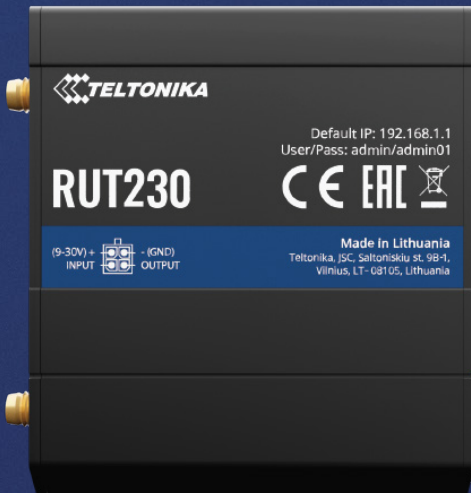 TELTONIKA
Default IP: 192.168.1.1
User/Pass: admin/admin01
RUT230
CE EAC
(9-30V) + - (GND)
INPUT OUTPUT
Made in Lithuania
Teltonika, JSC, Saltoniskiu st. 9B-1,
Vilnius, LT- 08105, Lithuania